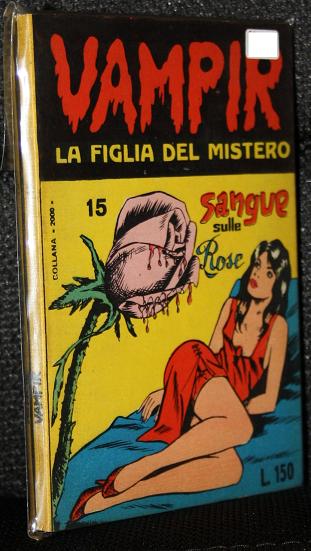 VAMPIR
LA FIGLIA DEL MISTERO
COLLANA - 2000 -
15
Sangue
sulle
Rose
VAMPIR
L. 150